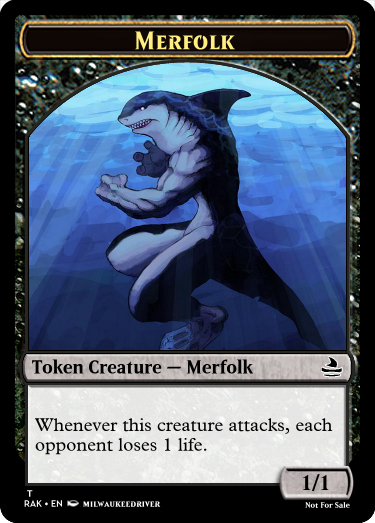 Merfolk
Token Creature — Merfolk
Whenever this creature attacks, each
opponent loses 1 life.
1/1
T
RAK • EN MILWAUKEEDRIVER
Not For Sale